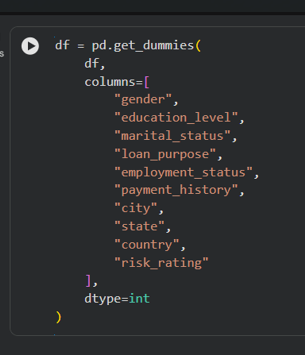 s
df = pd.get_dummies(
    df,
    columns=[
        "gender",
        "education_level",
        "marital_status",
        "loan_purpose",
        "employment_status",
        "payment_history",
        "city",
        "state",
        "country",
        "risk_rating"
    ],
    dtype=int
)